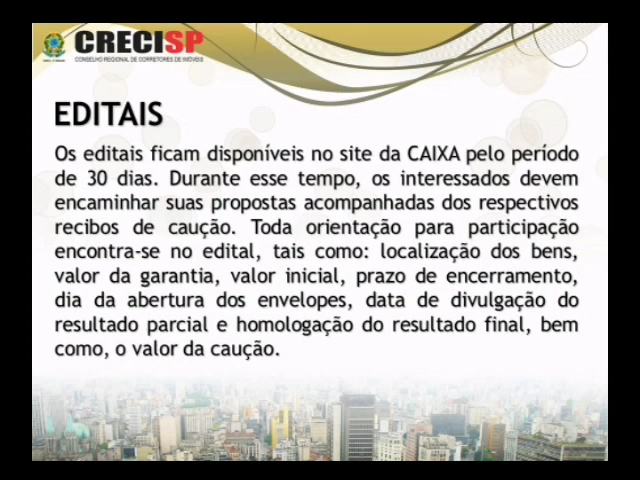 CRECISP
CONSELHO REGIONAL DE CORRETORES DE IMÓVEIS
EDITAIS
Os editais ficam disponíveis no site da CAIXA pelo período
de 30 dias. Durante esse tempo, os interessados devem
encaminhar suas propostas acompanhadas dos respectivos
recibos de caução. Toda orientação para participação
encontra-se no edital, tais como: localização dos bens,
valor da garantia, valor inicial, prazo de encerramento,
dia da abertura dos envelopes, data de divulgação do
resultado parcial e homologação do resultado final, bem
como, o valor da caução.